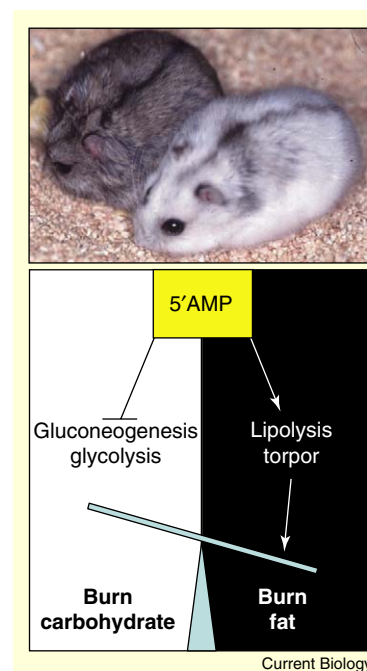 5′AMP
Gluconeogenesis
glycolysis
Lipolysis
torpor
Burn
carbohydrate
Burn
fat
Current Biology